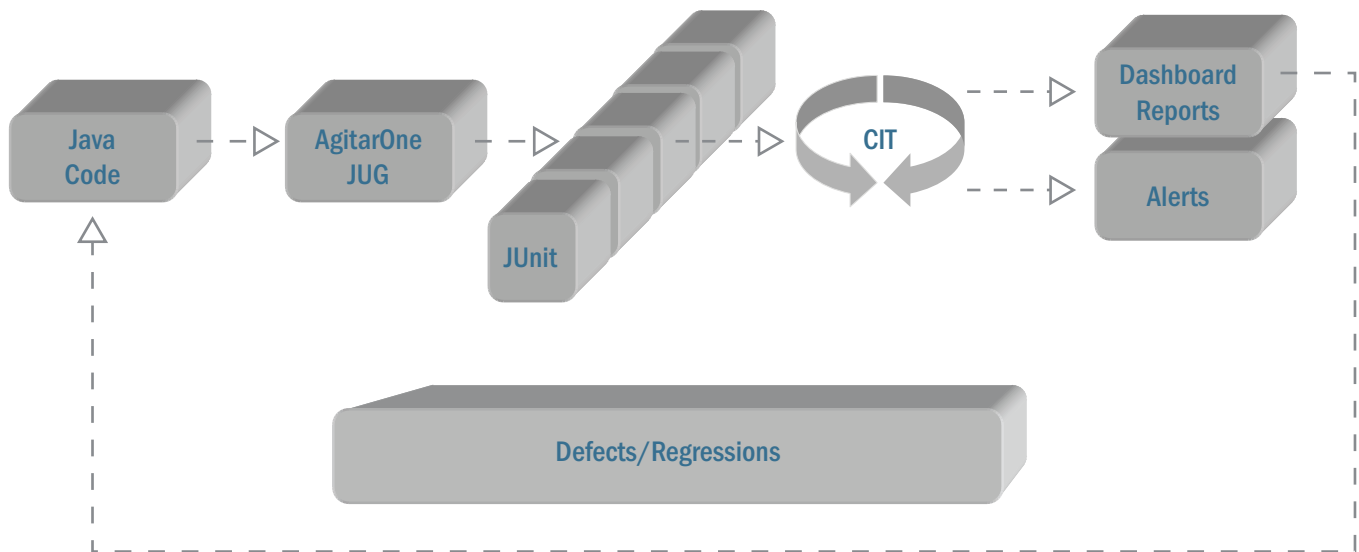 Java
Code
AgitarOne
JUG
JUnit
CIT
Dashboard
Reports
Alerts
Defects/Regressions